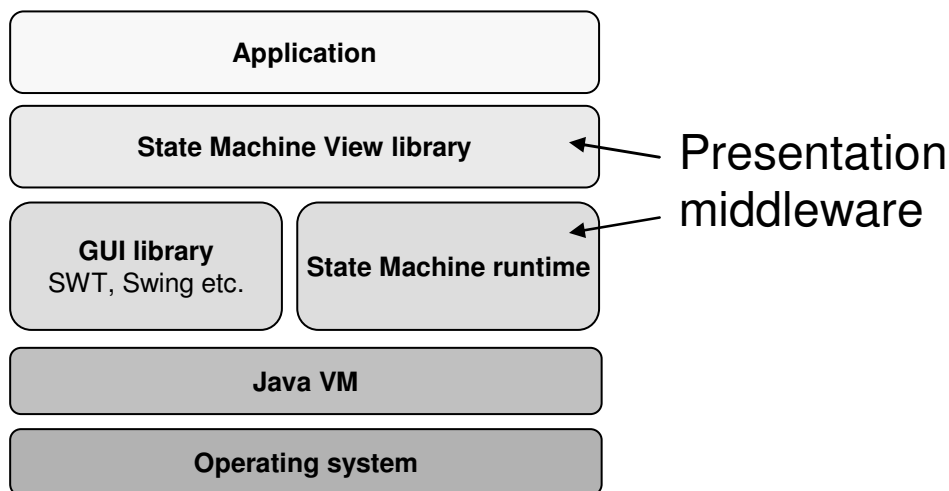 Application
State Machine View library
Presentation
middleware
GUI library
SWT, Swing etc.
State Machine runtime
Java VM
Operating system